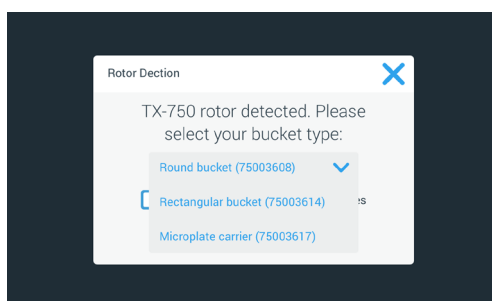 Rotor Dection
TX-750 rotor detected. Please
select your bucket type:
Round bucket (75003608)
Rectangular bucket (75003614)
Microplate carrier (75003617)